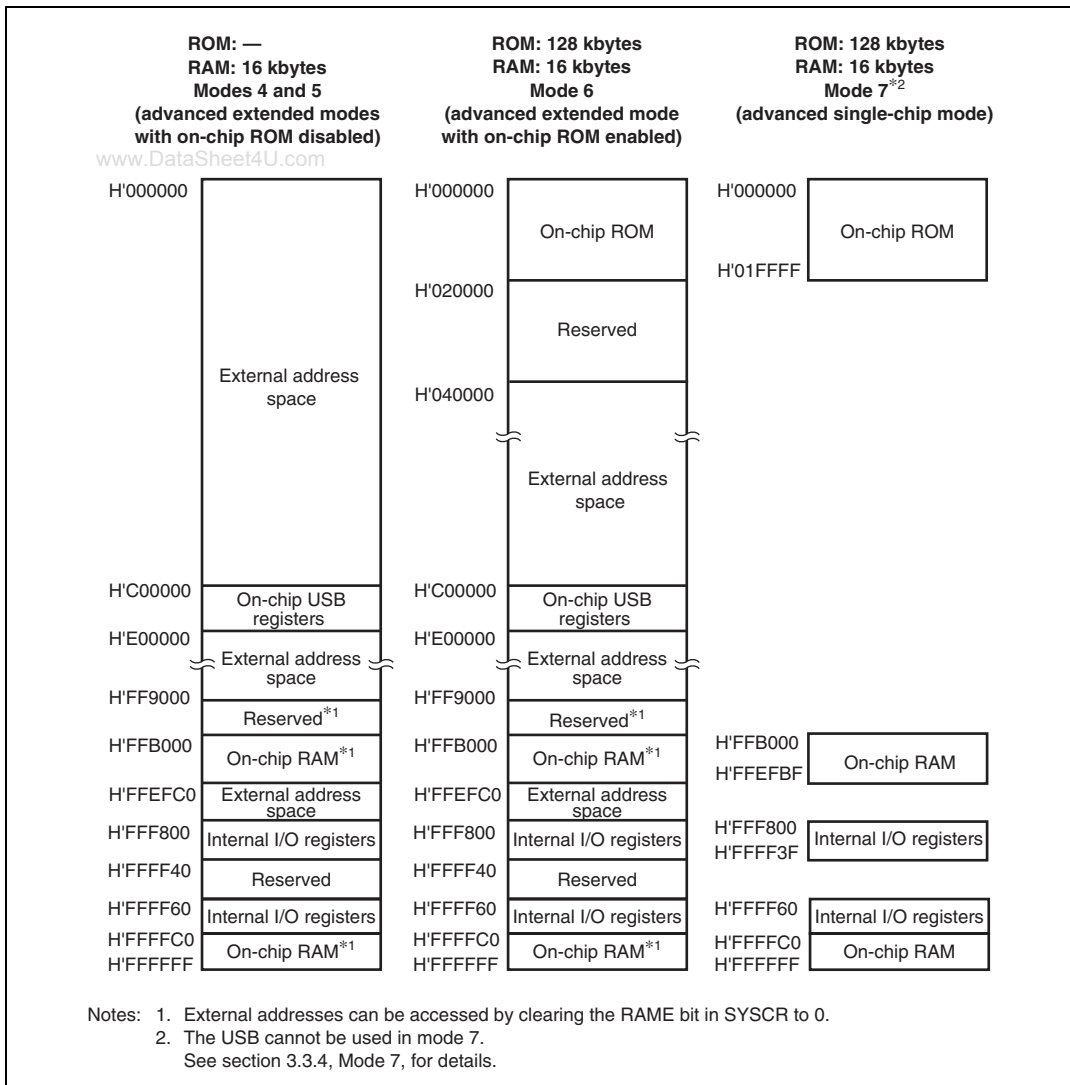 ROM: —
RAM: 16 kbytes
Modes 4 and 5
(advanced extended modes
with on-chip ROM disabled)
ROM: 128 kbytes
RAM: 16 kbytes
Mode 6
(advanced extended mode
with on-chip ROM enabled)
ROM: 128 kbytes
RAM: 16 kbytes
Mode 7*2
(advanced single-chip mode)
www.DataSheet4U.com
H'000000
External address
space
H'C00000
On-chip USB
registers
H'E00000
External address
space
H'FF9000
Reserved*1
H'FFB000
On-chip RAM*1
H'FFEFC0
External address
space
H'FFF800
Internal I/O registers
H'FFFF40
Reserved
H'FFFF60
Internal I/O registers
H'FFFFC0
On-chip RAM*1
H'FFFFFF
H'000000
On-chip ROM
H'020000
Reserved
H'040000
External address
space
H'C00000
On-chip USB
registers
H'E00000
External address
space
H'FF9000
Reserved*1
H'FFB000
On-chip RAM*1
H'FFEFC0
External address
space
H'FFF800
Internal I/O registers
H'FFFF40
Reserved
H'FFFF60
Internal I/O registers
H'FFFFC0
On-chip RAM*1
H'FFFFFF
H'000000
On-chip ROM
H'01FFFF
H'FFB000
On-chip RAM
H'FFEFBF
H'FFF800
Internal I/O registers
H'FFFF3F
H'FFFF60
Internal I/O registers
H'FFFFC0
On-chip RAM
H'FFFFFF
Notes: 1. External addresses can be accessed by clearing the RAME bit in SYSCR to 0.
2. The USB cannot be used in mode 7.
See section 3.3.4, Mode 7, for details.